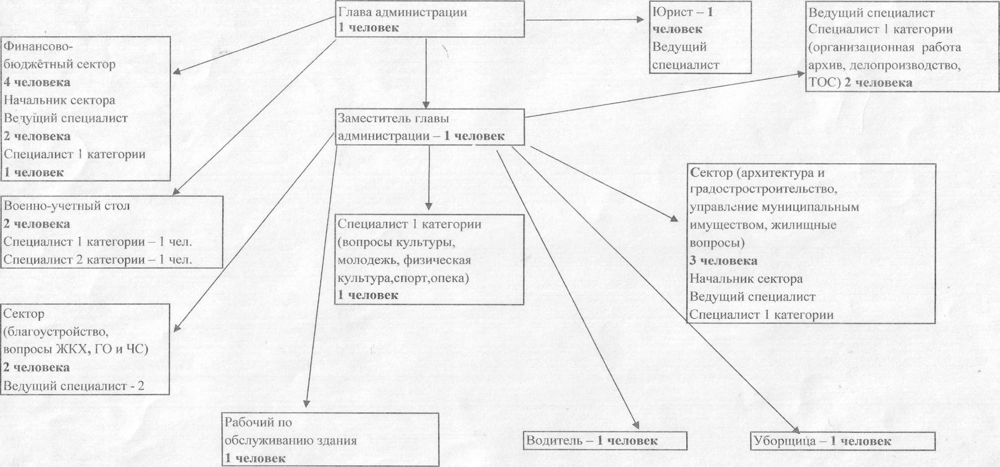 Глава администрации
1 человек
Юрист – 1
человек
Ведущий
специалист
Ведущий специалист
Специалист 1 категории
(организационная работа
архив, делопроизводство,
ТОС) 2 человека
Финансово-
бюджетный сектор
4 человека
Начальник сектора
Ведущий специалист
2 человека
Специалист 1 категории
1 человек
Заместитель главы
администрации – 1 человек
Военно-учетный стол
2 человека
Специалист 1 категории – 1 чел.
Специалист 2 категории – 1 чел.
Специалист 1 категории
(вопросы культуры,
молодежь, физическая
культура,спорт,опека)
1 человек
Сектор (архитектура и
градостростроительство,
управление муниципальным
имуществом, жилищные
вопросы)
3 человека
Начальник сектора
Ведущий специалист
Специалист 1 категории
Сектор
(благоустройство,
вопросы ЖКХ, ГО и ЧС)
2 человека
Ведущий специалист - 2
Рабочий по
обслуживанию здания
1 человек
Водитель – 1 человек
Уборщица – 1 человек